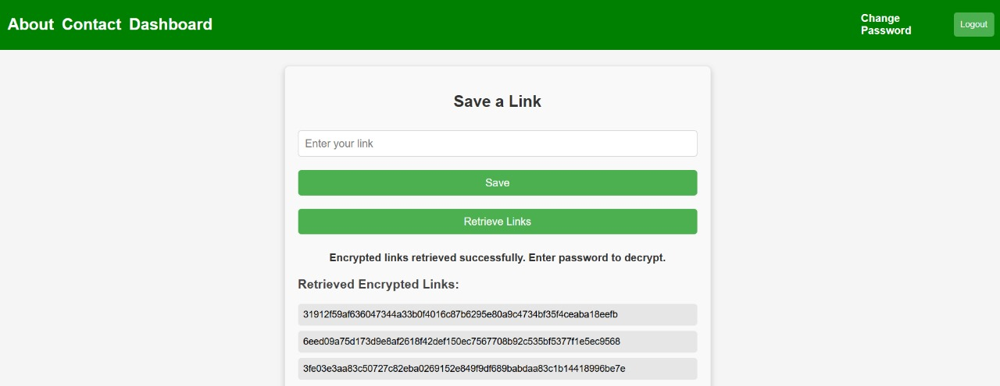 About Contact Dashboard
Change
Password
Logout
Save a Link
Enter your link
Save
Retrieve Links
Encrypted links retrieved successfully. Enter password to decrypt.
Retrieved Encrypted Links:
31912f59af636047344a33b0f4016c87b6295e80a9c4734bf35f4ceaba18eefb
6eed09a75d173d9e8af2618f42def150ec7567708b92c535bf5377f1e5ec9568
3fe03e3aa83c50727c82eba0269152e849f9df689babdaa83c1b14418996be7e